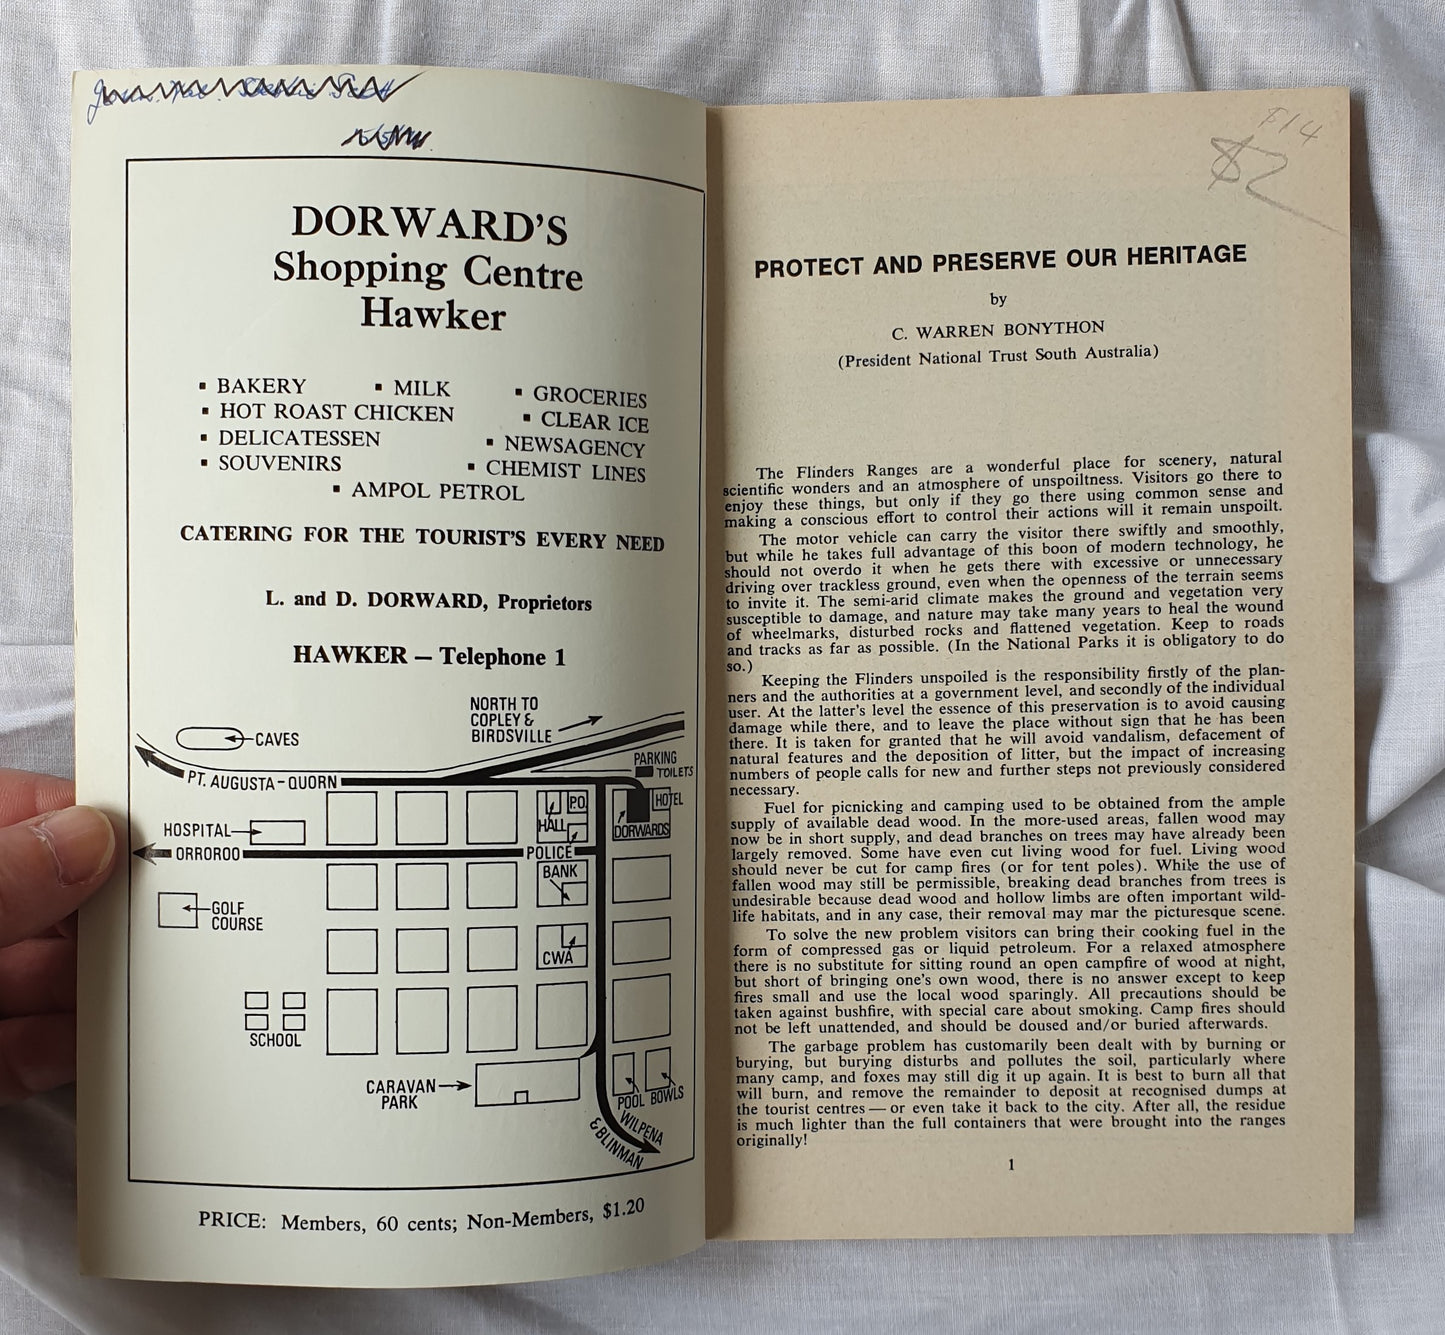 DORWARD'S
Shopping Centre
Hawker
▪ BAKERY ▪ MILK ▪ GROCERIES
▪ HOT ROAST CHICKEN ▪ CLEAR ICE
▪ DELICATESSEN ▪ NEWSAGENCY
▪ SOUVENIRS ▪ CHEMIST LINES
▪ AMPOL PETROL
CATERING FOR THE TOURIST'S EVERY NEED
L. and D. DORWARD, Proprietors
HAWKER – Telephone 1
NORTH TO
COPLEY &
BIRDSVILLE
CAVES
PARKING
TOILETS
PT. AUGUSTA - QUORN
HALL
P.O.
HOTEL
DORWARDS
HOSPITAL
ORROROO
POLICE
BANK
GOLF
COURSE
CWA
SCHOOL
CARAVAN
PARK
POOL BOWLS
WILPENA
& BLINMAN
PRICE: Members, 60 cents; Non-Members, $1.20
F14
$2
PROTECT AND PRESERVE OUR HERITAGE
by
C. WARREN BONYTHON
(President National Trust South Australia)
The Flinders Ranges are a wonderful place for scenery, natural
scientific wonders and an atmosphere of unspoiltness. Visitors go there to
enjoy these things, but only if they go there using common sense and
making a conscious effort to control their actions will it remain unspoilt.
The motor vehicle can carry the visitor there swiftly and smoothly,
but while he takes full advantage of this boon of modern technology, he
should not overdo it when he gets there with excessive or unnecessary
driving over trackless ground, even when the openness of the terrain seems
to invite it. The semi-arid climate makes the ground and vegetation very
susceptible to damage, and nature may take many years to heal the wound
of wheelmarks, disturbed rocks and flattened vegetation. Keep to roads
and tracks as far as possible. (In the National Parks it is obligatory to do
so.)
Keeping the Flinders unspoiled is the responsibility firstly of the plan-
ners and the authorities at a government level, and secondly of the individual
user. At the latter's level the essence of this preservation is to avoid causing
damage while there, and to leave the place without sign that he has been
there. It is taken for granted that he will avoid vandalism, defacement of
natural features and the deposition of litter, but the impact of increasing
numbers of people calls for new and further steps not previously considered
necessary.
Fuel for picnicking and camping used to be obtained from the ample
supply of available dead wood. In the more-used areas, fallen wood may
now be in short supply, and dead branches on trees may have already been
largely removed. Some have even cut living wood for fuel. Living wood
should never be cut for camp fires (or for tent poles). While the use of
fallen wood may still be permissible, breaking dead branches from trees is
undesirable because dead wood and hollow limbs are often important wild-
life habitats, and in any case, their removal may mar the picturesque scene.
To solve the new problem visitors can bring their cooking fuel in the
form of compressed gas or liquid petroleum. For a relaxed atmosphere
there is no substitute for sitting round an open campfire of wood at night,
but short of bringing one's own wood, there is no answer except to keep
fires small and use the local wood sparingly. All precautions should be
taken against bushfire, with special care about smoking. Camp fires should
not be left unattended, and should be doused and/or buried afterwards.
The garbage problem has customarily been dealt with by burning or
burying, but burying disturbs and pollutes the soil, particularly where
many camp, and foxes may still dig it up again. It is best to burn all that
will burn, and remove the remainder to deposit at recognised dumps at
the tourist centres — or even take it back to the city. After all, the residue
is much lighter than the full containers that were brought into the ranges
originally!
1